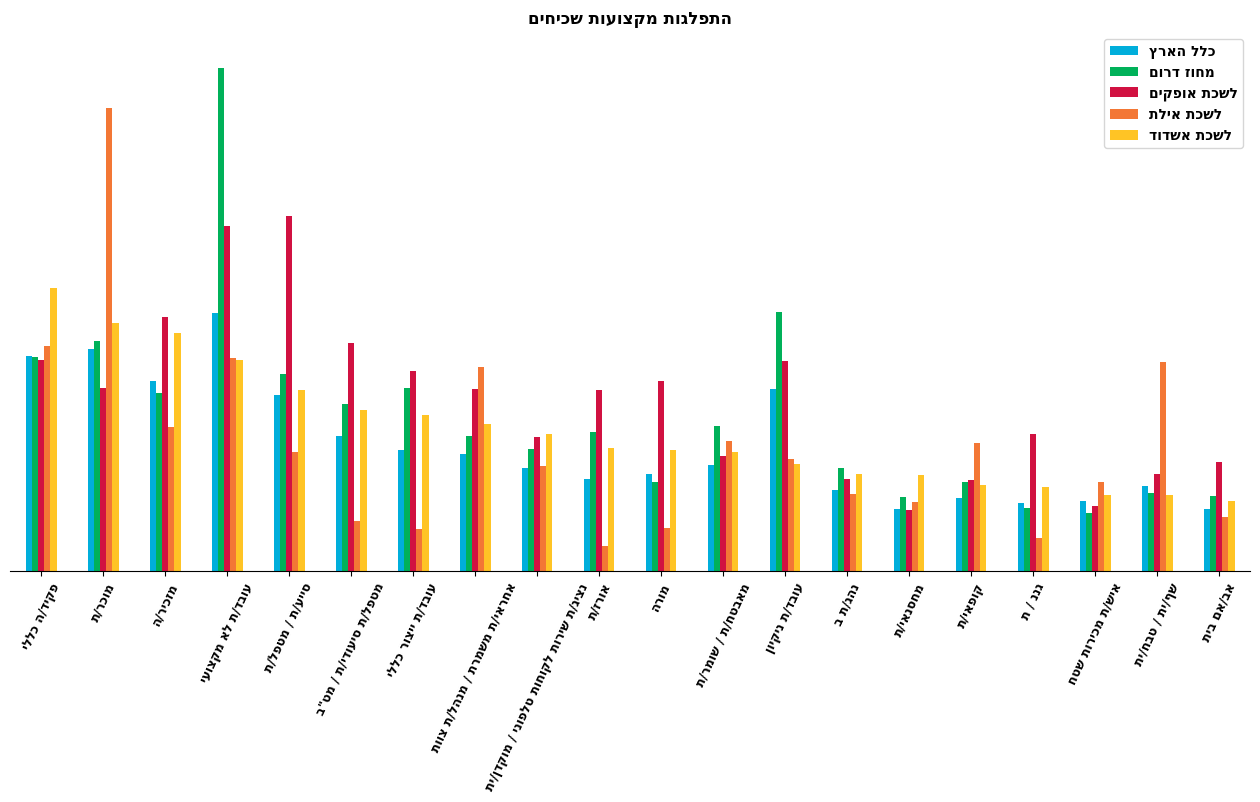 התפלגות מקצועות שכיחים
כלל הארץ
מחוז דרום
לשכת אופקים
לשכת אילת
לשכת אשדוד
פקיד/ה כללי
מוכר/ת
מזכיר/ה
עובד/ת לא מקצועי
סייע/ת / מטפל/ת
מטפל/ת סיעודי/ת / מט"ב
עובד/ת ייצור כללי
אחראי/ת משמרת / מנהל/ת צוות
נציג/ת שירות לקוחות טלפוני / מוקדן/ית
אורז/ת
מורה
מאבטח/ת / שומר/ת
עובד/ת ניקיון
נהג/ת ב
מחסנאי/ת
קופאי/ת
גנג / ת
איש/ת מכירות שטח
שף/ית / טבח/ית
אב/אם בית